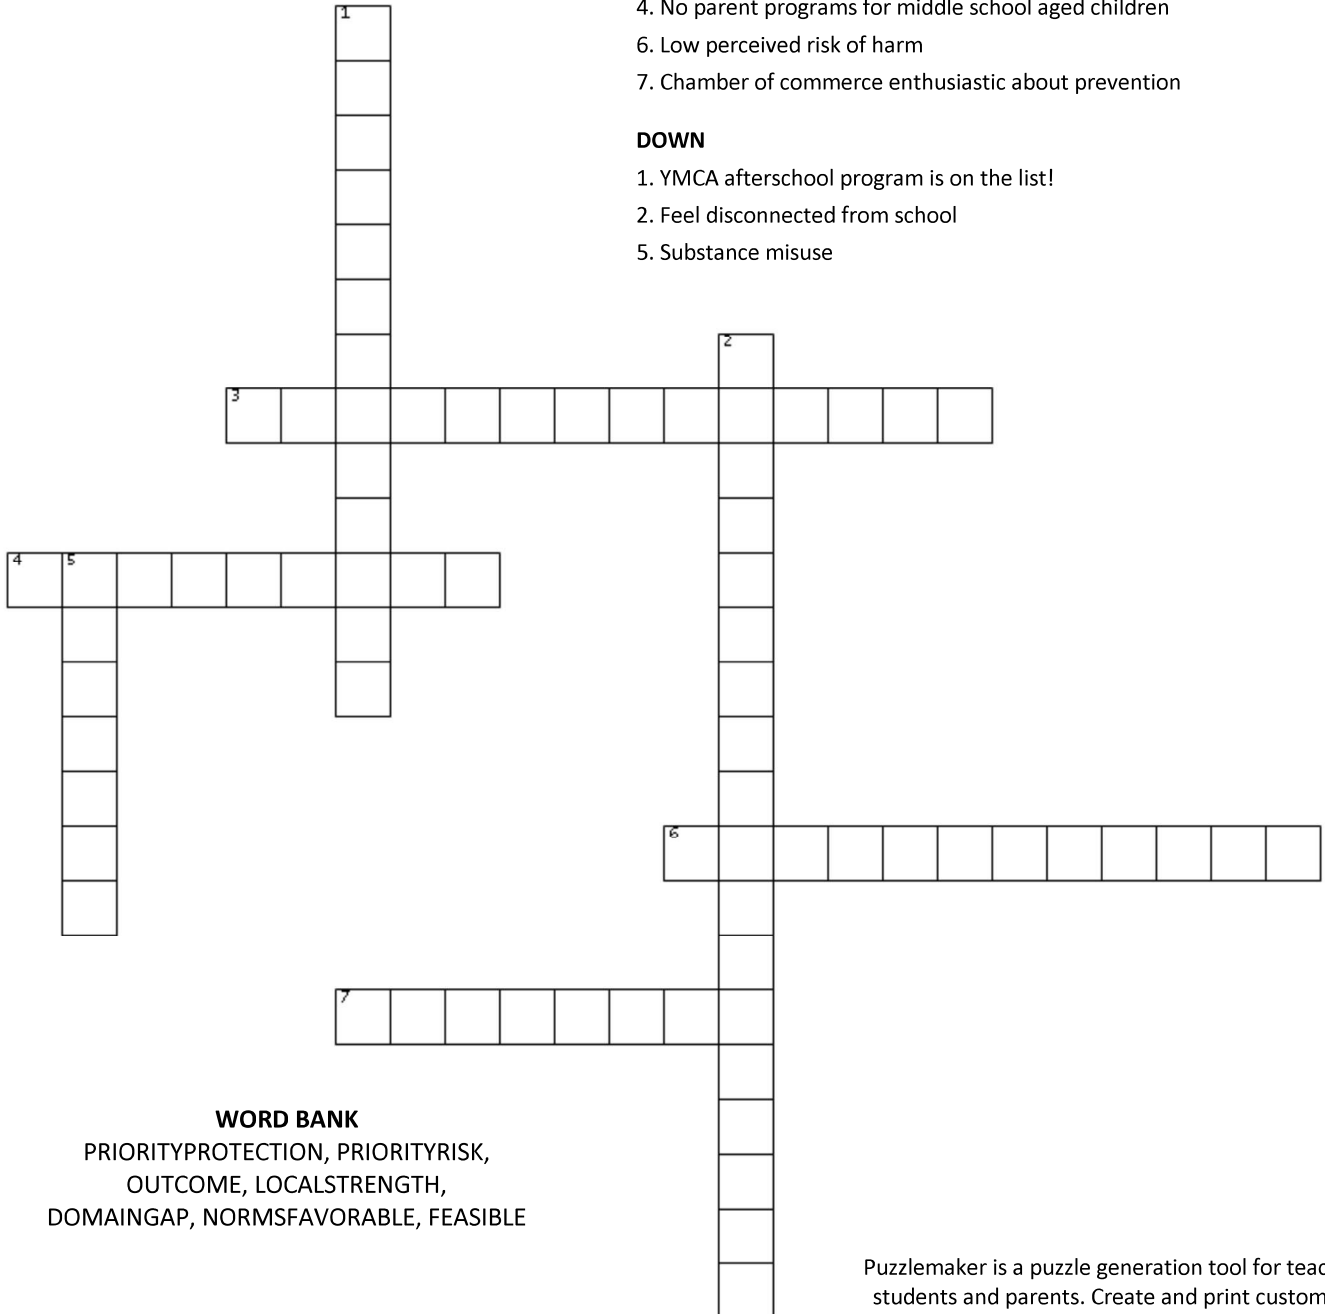 4. No parent programs for middle school aged children
6. Low perceived risk of harm
7. Chamber of commerce enthusiastic about prevention
DOWN
1. YMCA afterschool program is on the list!
2. Feel disconnected from school
5. Substance misuse
1
2
3
4 5
6
7
WORD BANK
PRIORITYPROTECTION, PRIORITYRISK,
OUTCOME, LOCALSTRENGTH,
DOMAINGAP, NORMSFAVORABLE, FEASIBLE
Puzzlemaker is a puzzle generation tool for
students and parents. Create and print custom